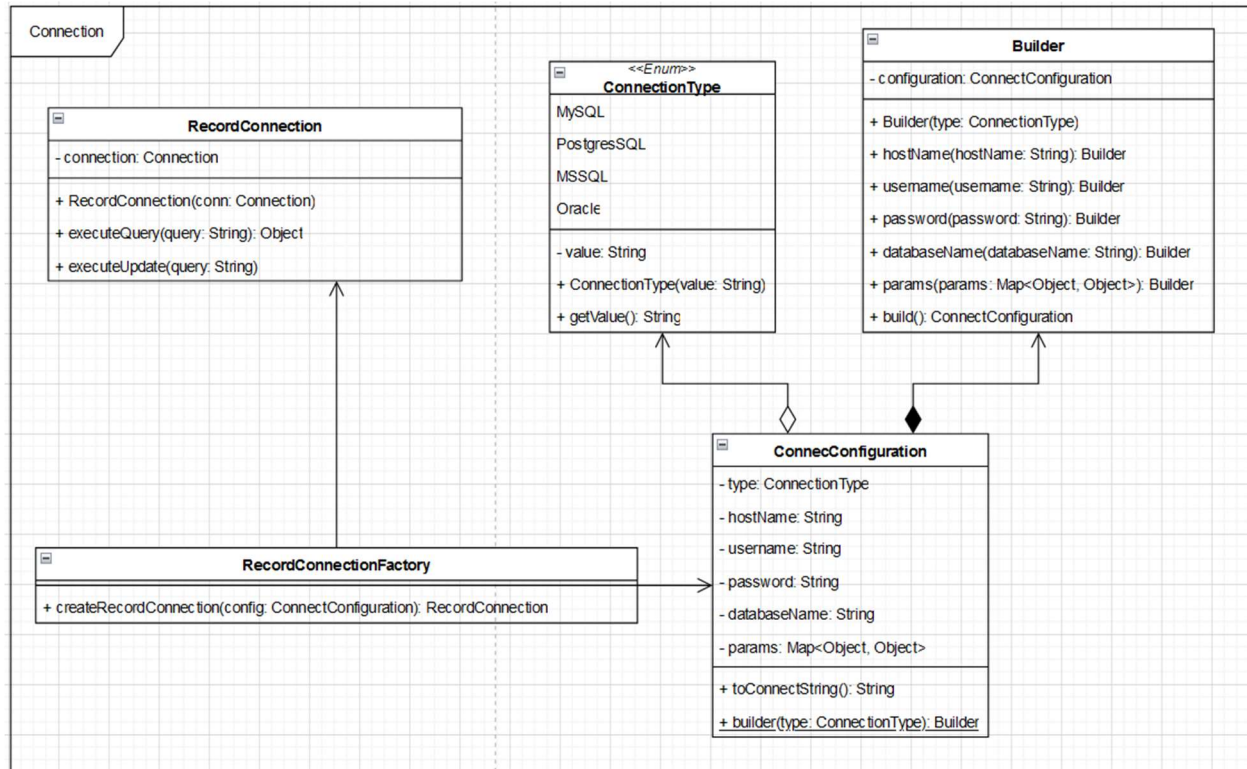 Connection
RecordConnection
- connection: Connection
+ RecordConnection(conn: Connection)
+ executeQuery(query: String): Object
+ executeUpdate(query: String)
<<Enum>>
ConnectionType
MySQL
PostgresSQL
MSSQL
Oracle
- value: String
+ ConnectionType(value: String)
+ getValue(): String
Builder
- configuration: ConnectConfiguration
+ Builder(type: ConnectionType)
+ hostName(hostName: String): Builder
+ username(username: String): Builder
+ password(password: String): Builder
+ databaseName(databaseName: String): Builder
+ params(params: Map<Object, Object>): Builder
+ build(): ConnectConfiguration
RecordConnectionFactory
+ createRecordConnection(config: ConnectConfiguration): RecordConnection
ConnecConfiguration
- type: ConnectionType
- hostName: String
- username: String
- password: String
- databaseName: String
- params: Map<Object, Object>
+ toConnectString(): String
+ builder(type: ConnectionType): Builder